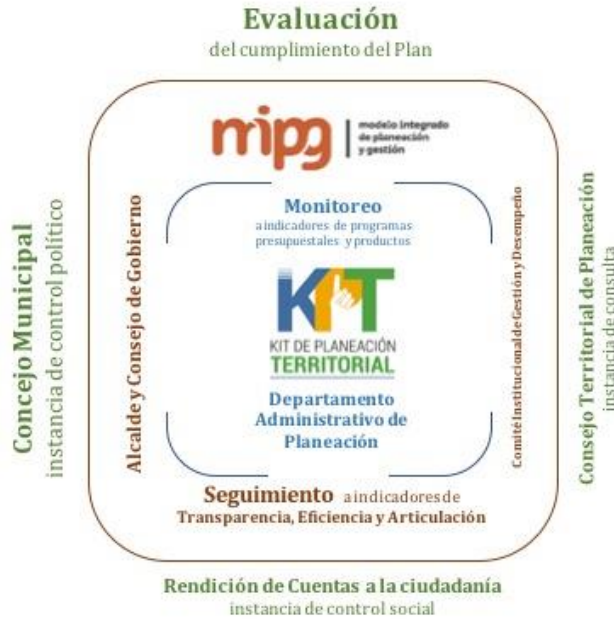 Evaluación
del cumplimiento del Plan
mipg
modelo integrado
de planeación
y gestión
Concejo Municipal
instancia de control político
Alcalde y Consejo de Gobierno
Monitoreo
a indicadores de programas
presupuestales y productos
KIT
KIT DE PLANEACIÓN
TERRITORIAL
Departamento
Administrativo de
Planeación
Comité Institucional de Gestión y Desempeño
Consejo Territorial de Planeación
instancia de consulta
Seguimiento a indicadores de
Transparencia, Eficiencia y Articulación
Rendición de Cuentas a la ciudadanía
instancia de control social